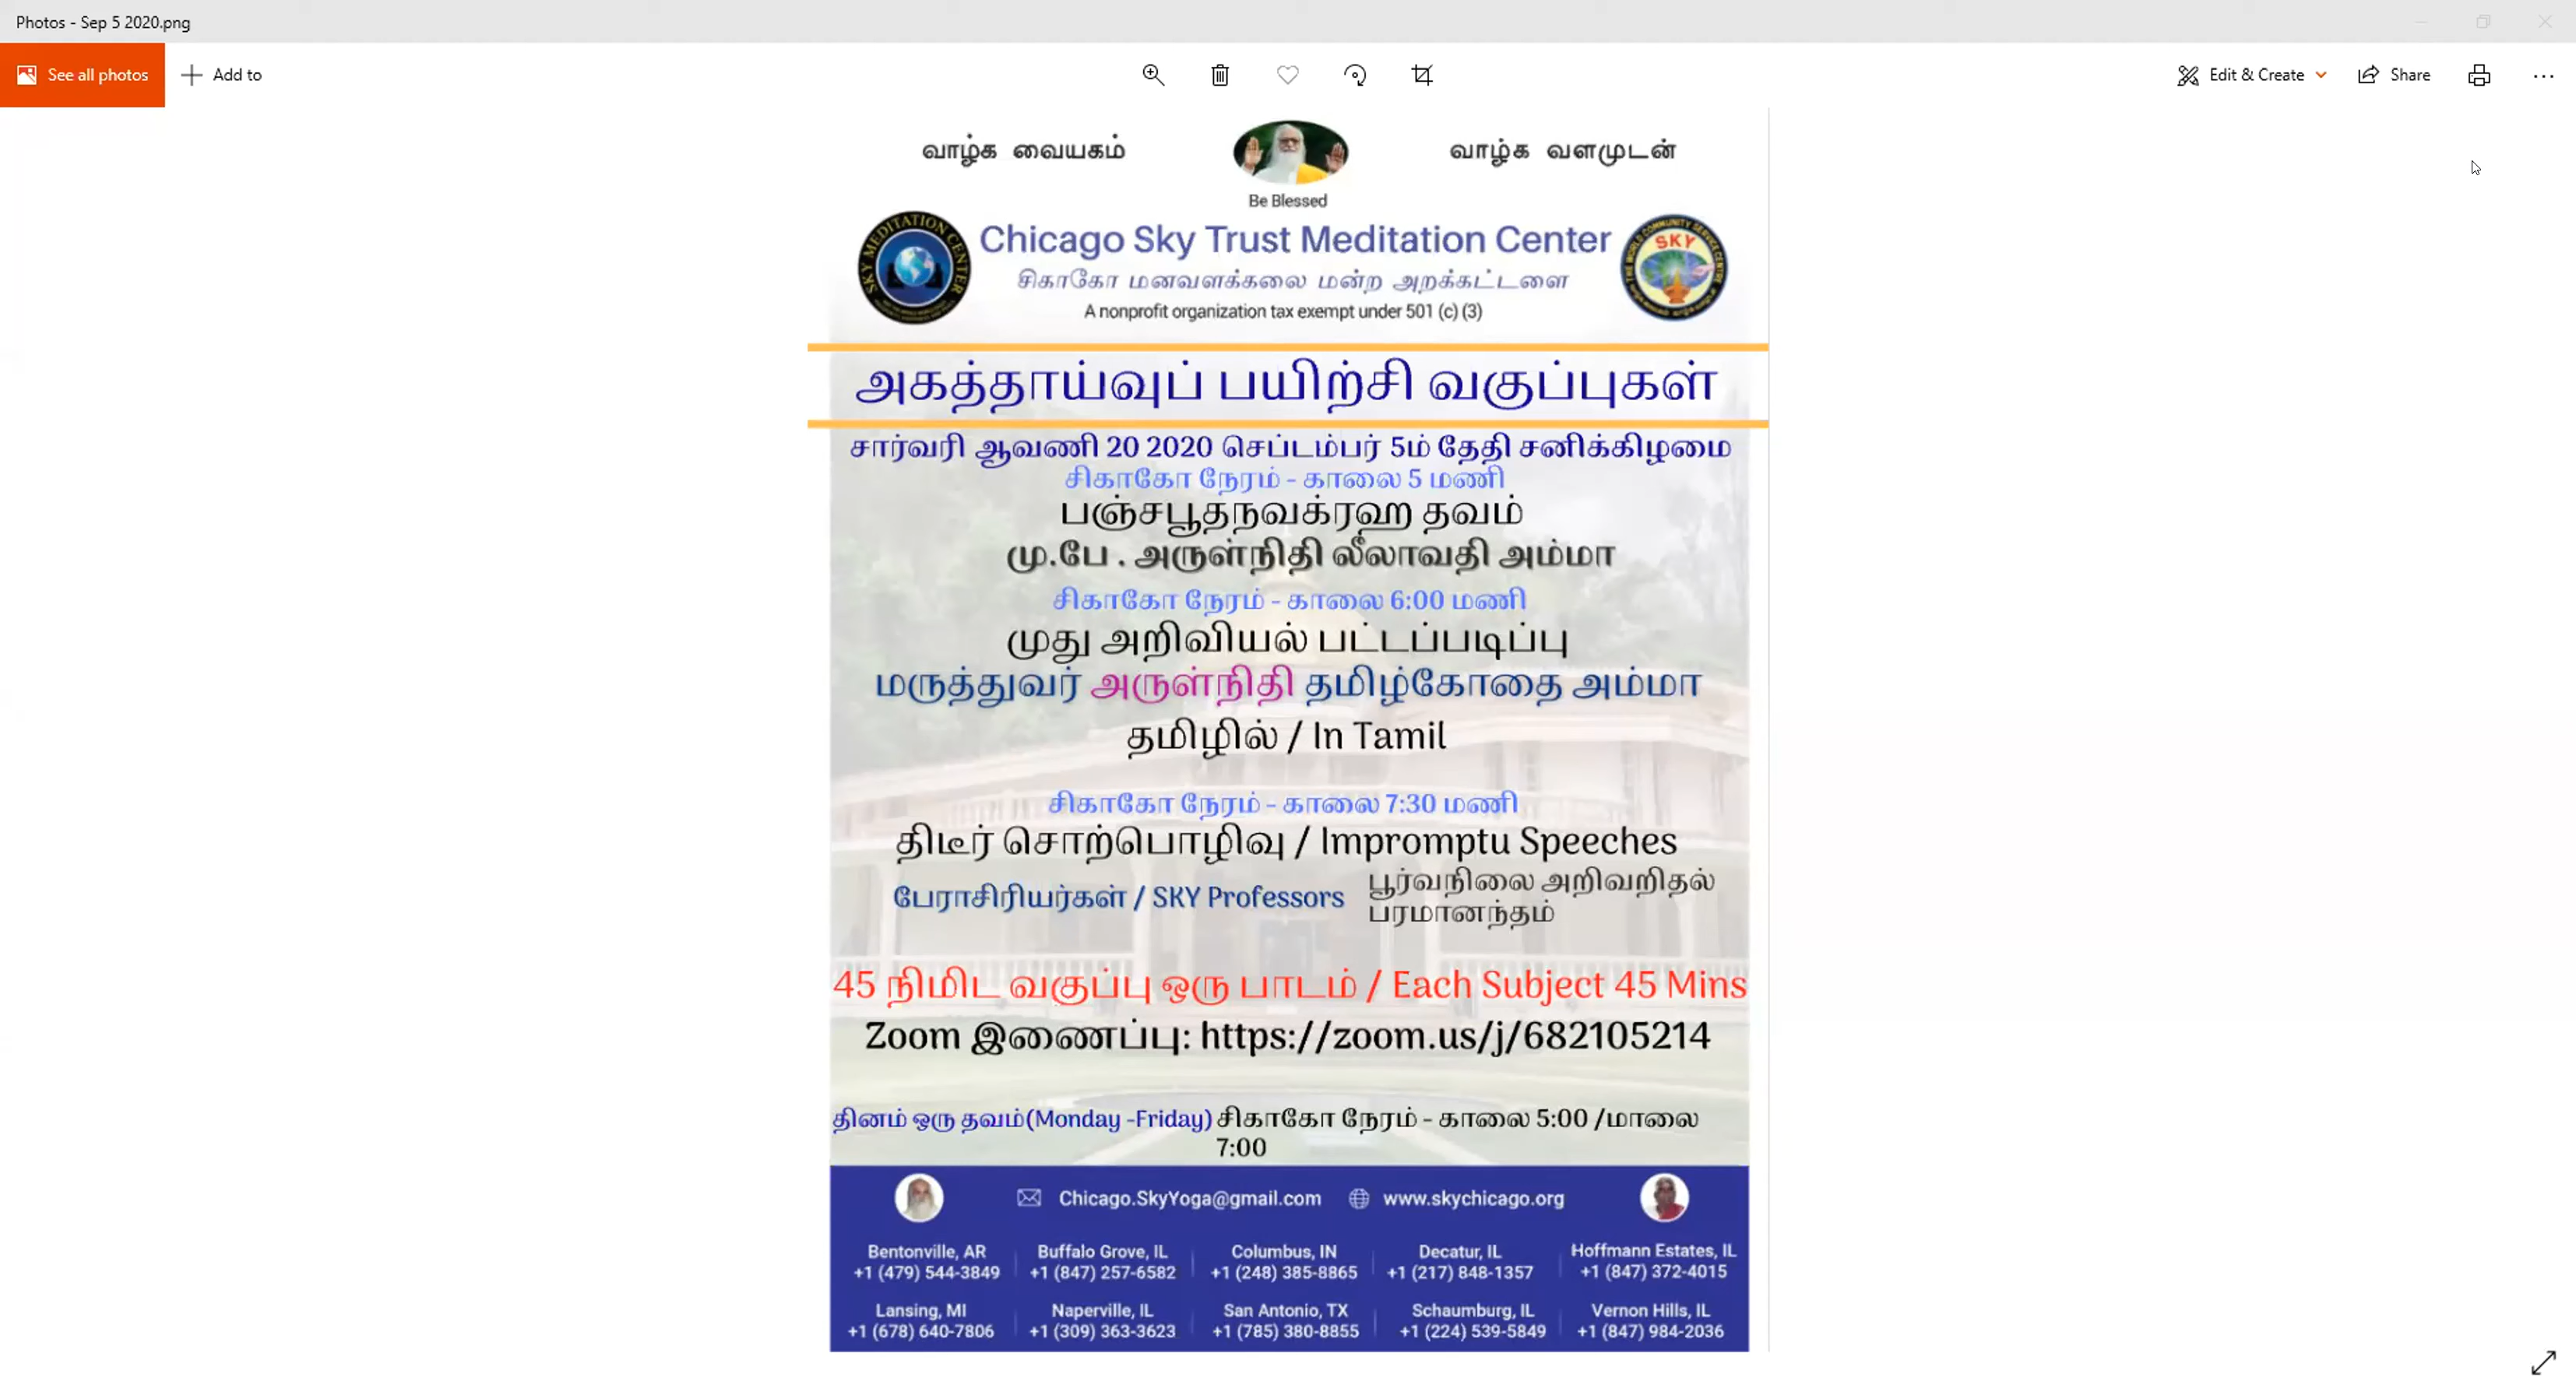 Photos - Sep 5 2020.png
See all photos
Add to
Edit & Create
Share
வாழ்க வையகம்
வாழ்க வளமுடன்
Be Blessed
SKY MEDITATION CENTER
Chicago Sky Trust Meditation Center
THE WORLD COMMUNITY SERVICE CENTRE
SKY
சிகாகோ மனவளக்கலை மன்ற அறக்கட்டளை
A nonprofit organization tax exempt under 501 (c) (3)
அகத்தாய்வுப் பயிற்சி வகுப்புகள்
சார்வரி ஆவணி 20 2020 செப்டம்பர் 5ம் தேதி சனிக்கிழமை
சிகாகோ நேரம் - காலை 5 மணி
பஞ்சபூதநவக்ரஹ தவம்
மு.பே . அருள்நிதி லீலாவதி அம்மா
சிகாகோ நேரம் - காலை 6:00 மணி
முது அறிவியல் பட்டப்படிப்பு
மருத்துவர் அருள்நிதி தமிழ்கோதை அம்மா
தமிழில் / In Tamil
சிகாகோ நேரம் - காலை 7:30 மணி
திடீர் சொற்பொழிவு / Impromptu Speeches
பேராசிரியர்கள் / SKY Professors
பூர்வநிலை அறிவறிதல்
பரமானந்தம்
45 நிமிட வகுப்பு ஒரு பாடம் / Each Subject 45 Mins
Zoom இணைப்பு: https://zoom.us/j/682105214
தினம் ஒரு தவம்(Monday -Friday) சிகாகோ நேரம் - காலை 5:00 /மாலை
7:00
Chicago.SkyYoga@gmail.com
www.skychicago.org
Bentonville, AR
+1 (479) 544-3849
Buffalo Grove, IL
+1 (847) 257-6582
Columbus, IN
+1 (248) 385-8865
Decatur, IL
+1 (217) 848-1357
Hoffmann Estates, IL
+1 (847) 372-4015
Lansing, MI
+1 (678) 640-7806
Naperville, IL
+1 (309) 363-3623
San Antonio, TX
+1 (785) 380-8855
Schaumburg, IL
+1 (224) 539-5849
Vernon Hills, IL
+1 (847) 984-2036